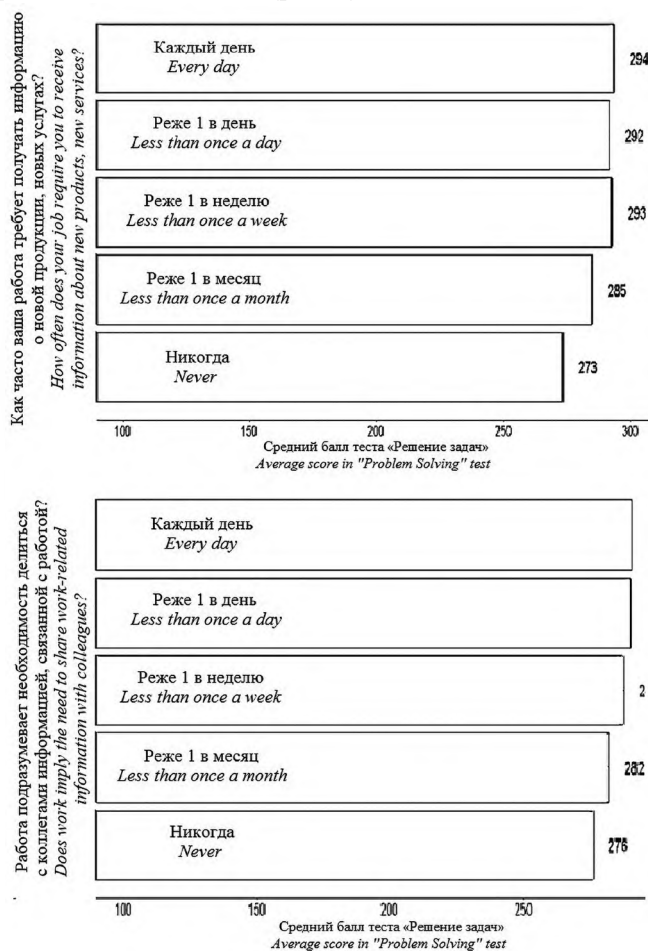 Как часто ваша работа требует получать информацию
о новой продукции, новых услугах?
How often does your job require you to receive
information about new products, new services?
Каждый день
Every day
294
Реже 1 в день
Less than once a day
292
Реже 1 в неделю
Less than once a week
293
Реже 1 в месяц
Less than once a month
285
Никогда
Never
273
100 150 200 250 300
Средний балл теста «Решение задач»
Average score in "Problem Solving" test
Работа подразумевает необходимость делиться
с коллегами информацией, связанной с работой?
Does work imply the need to share work-related
information with colleagues?
Каждый день
Every day
Реже 1 в день
Less than once a day
Реже 1 в неделю
Less than once a week
2
Реже 1 в месяц
Less than once a month
282
Никогда
Never
276
100 150 200 250
Средний балл теста «Решение задач»
Average score in "Problem Solving" test